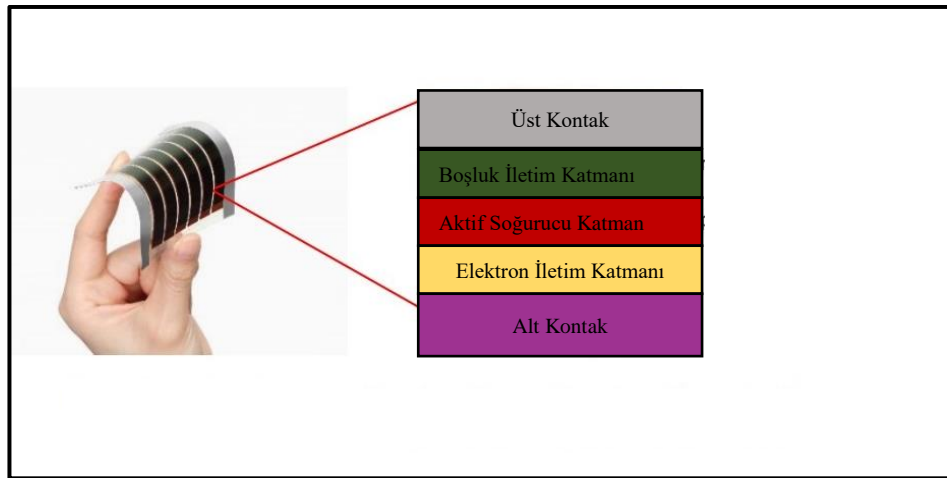 Üst Kontak
Boşluk İletim Katmanı
Aktif Soğurucu Katman
Elektron İletim Katmanı
Alt Kontak